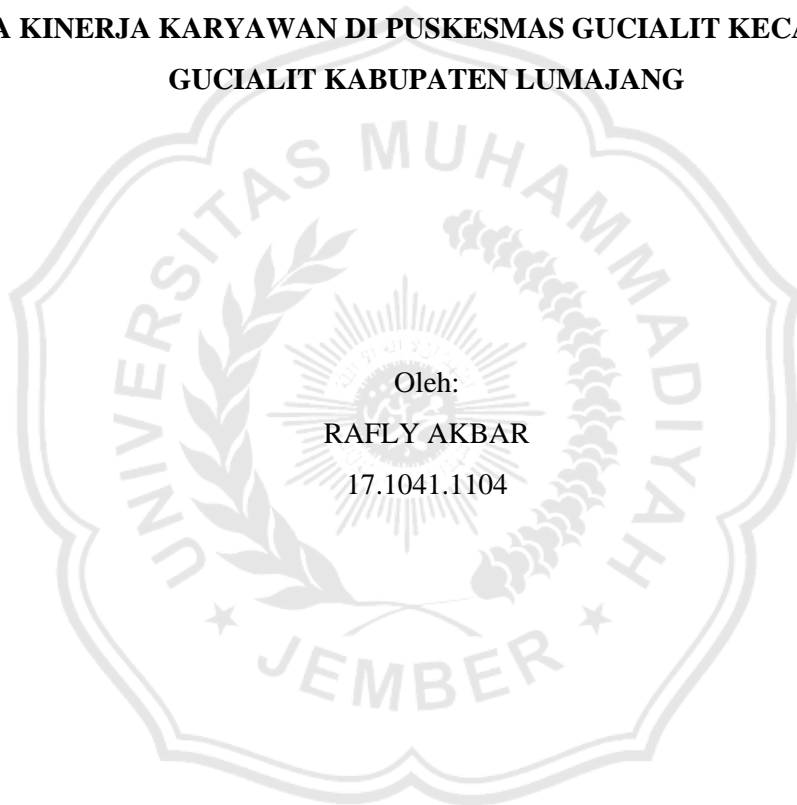 A KINERJA KARYAWAN DI PUSKESMAS GUCIALIT KECA
GUCIALIT KABUPATEN LUMAJANG
UNIVERSITAS MUHAMMADIYAH
Oleh:
RAFLY AKBAR
17.1041.1104
JEMBER